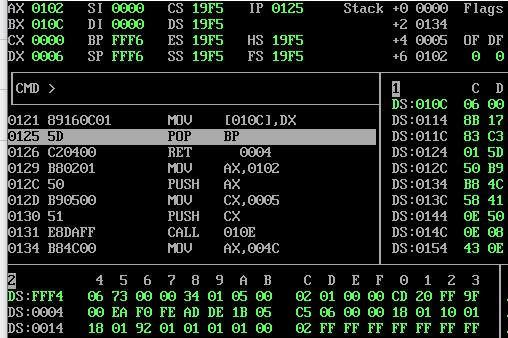 AX 0102 SI 0000 CS 19F5 IP 0125 Stack +0 0000 Flags
BX 010C DI 0000 DS 19F5 +2 0134
CX 0000 BP FFF6 ES 19F5 HS 19F5 +4 0005 OF DF
DX 0006 SP FFF6 SS 19F5 FS 19F5 +6 0102 0 0
CMD > 1 C D
DS:010C 06 00
0121 89160C01 MOV [010C],DX DS:0114 8B 17
0125 5D POP BP DS:011C 83 C3
0126 C20400 RET 0004 DS:0124 01 5D
0129 B80201 MOV AX,0102 DS:012C 50 B9
012C 50 PUSH AX DS:0134 B8 4C
012D B90500 MOV CX,0005 DS:013C 58 41
0130 51 PUSH CX DS:0144 0E 50
0131 E8DAFF CALL 010E DS:014C 0E 08
0134 B84C00 MOV AX,004C DS:0154 43 0E
2 4 5 6 7 8 9 A B C D E F 0 1 2 3
DS:FFF4 06 73 00 00 34 01 05 00 02 01 00 00 CD 20 FF 9F
DS:0004 00 EA F0 FE AD DE 1B 05 C5 06 00 00 18 01 10 01
DS:0014 18 01 92 01 01 01 01 00 02 FF FF FF FF FF FF FF